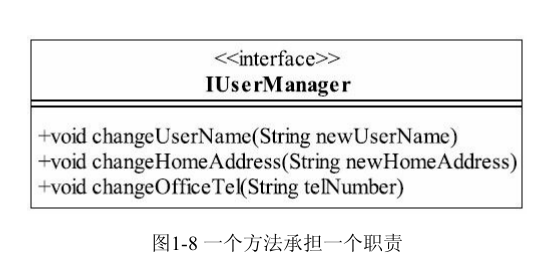 <<interface>>
IUserManager
+void changeUserName(String newUserName)
+void changeHomeAddress(String newHomeAddress)
+void changeOfficeTel(String telNumber)
图1-8 一个方法承担一个职责